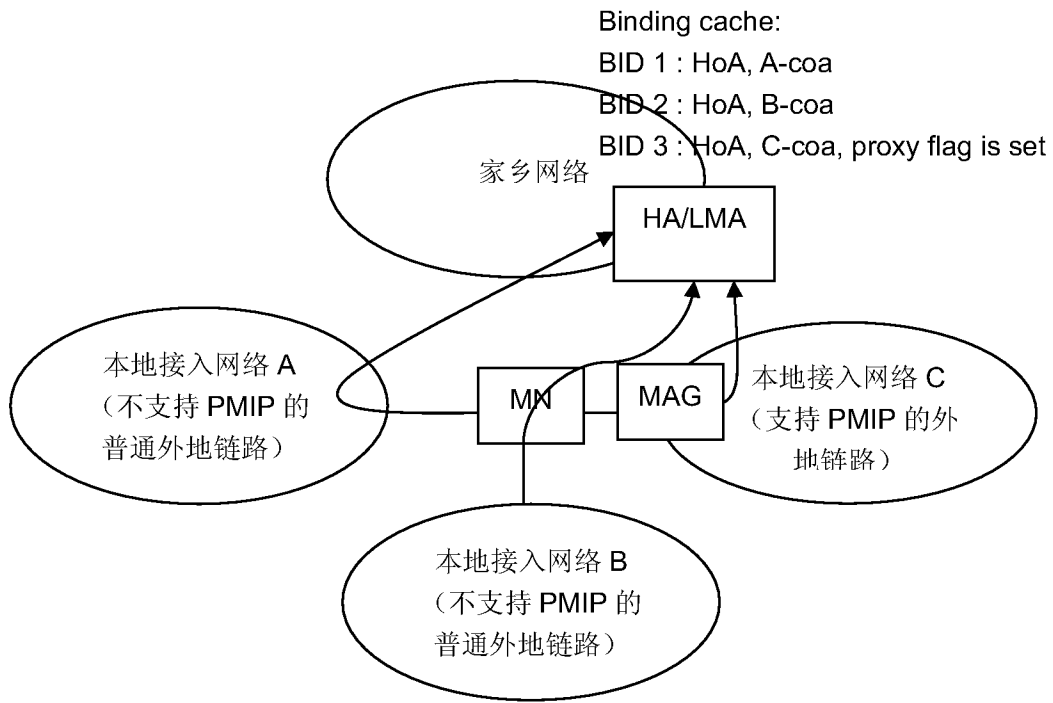 Binding cache:
BID 1 : HoA, A-coa
BID 2 : HoA, B-coa
BID 3 : HoA, C-coa, proxy flag is set
家乡网络
HA/LMA
本地接入网络 A
（不支持 PMIP 的
普通外地链路）
MN
MAG
本地接入网络 C
（支持 PMIP 的外
地链路）
本地接入网络 B
（不支持 PMIP 的
普通外地链路）